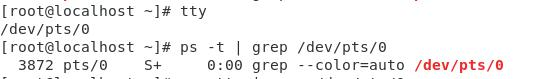 [root@localhost ~]# tty
/dev/pts/0
[root@localhost ~]# ps -t | grep /dev/pts/0
3872 pts/0    S+     0:00 grep --color=auto /dev/pts/0